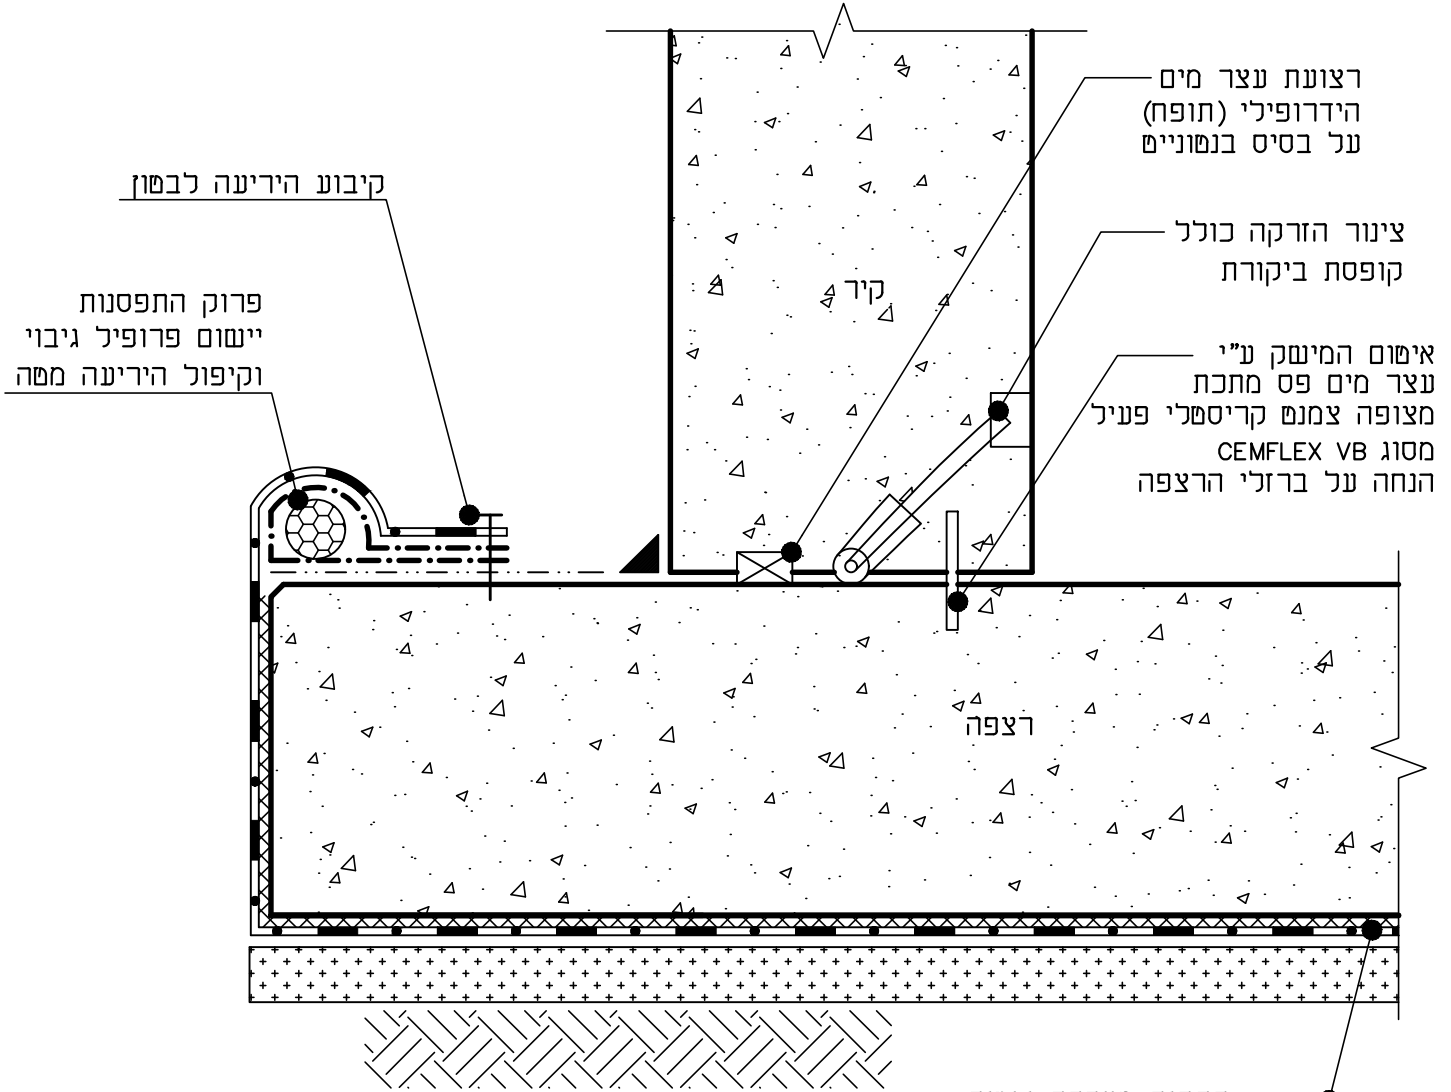 רצועת עצר מים
הידרופילי (תופח)
על בסיס בנטונייט
קיבוע היריעה לבטון
צינור הזרקה כולל
קופסת ביקורת
קיר
פרוק התפסנות
יישום פרופיל גיבוי
וקיפול היריעה מטה
איטום המישק ע"י
עצר מים פס מתכת
מצופה צמנט קריסטלי פעיל
מסוג CEMFLEX VB
הנחה על ברזלי הרצפה
רצפה